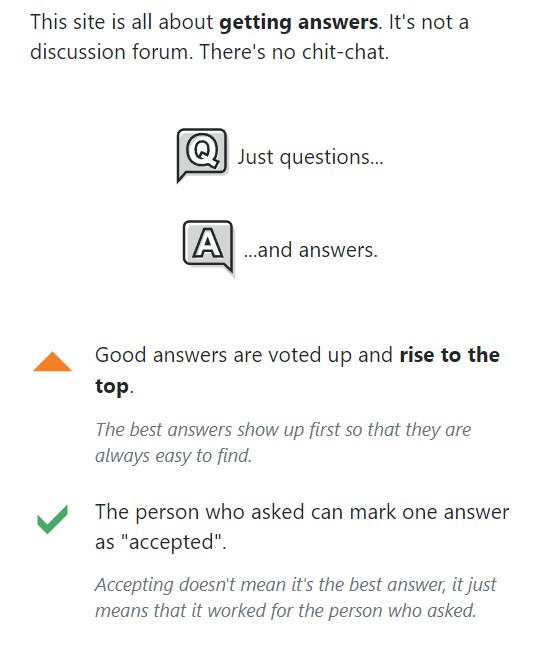 This site is all about getting answers. It's not a
discussion forum. There's no chit-chat.
Q Just questions...
A ...and answers.
Good answers are voted up and rise to the
top.
The best answers show up first so that they are
always easy to find.
The person who asked can mark one answer
as "accepted".
Accepting doesn't mean it's the best answer, it just
means that it worked for the person who asked.